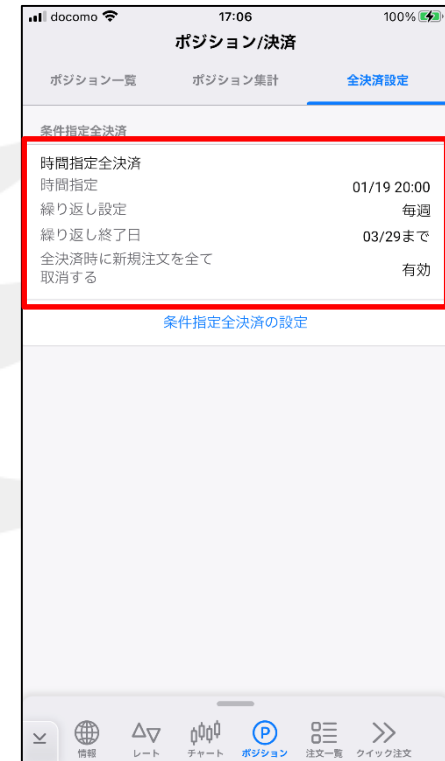 docomo 17:06 100%
ポジション/決済
ポジション一覧 ポジション集計 全決済設定
条件指定全決済
時間指定全決済
時間指定 01/19 20:00
繰り返し設定 毎週
繰り返し終了日 03/29まで
全決済時に新規注文を全て
取消する 有効
条件指定全決済の設定
P
情報 レート チャート ポジション 注文一覧 クイック注文